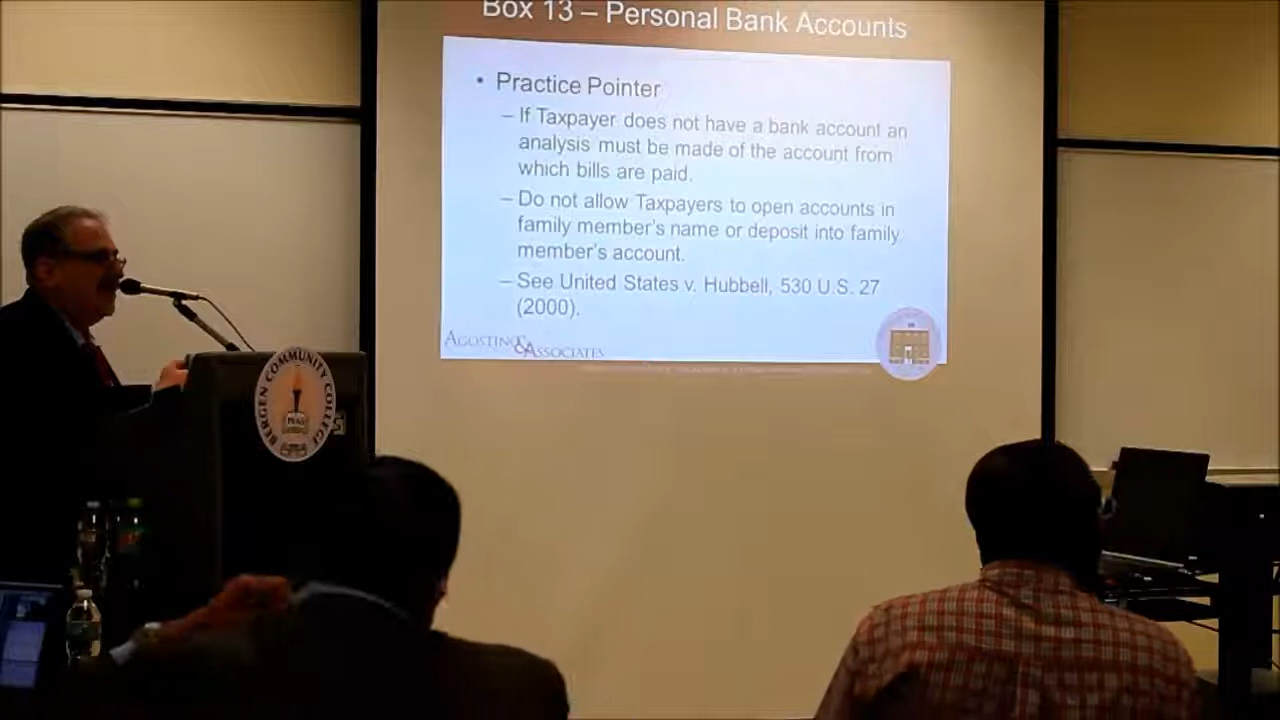 Box 13 – Personal Bank Accounts
• Practice Pointer
– If Taxpayer does not have a bank account an
analysis must be made of the account from
which bills are paid.
– Do not allow Taxpayers to open accounts in
family member's name or deposit into family
member's account.
– See United States v. Hubbell, 530 U.S. 27
(2000).
AGOSTINO & ASSOCIATES
BERGEN COMMUNITY COLLEGE